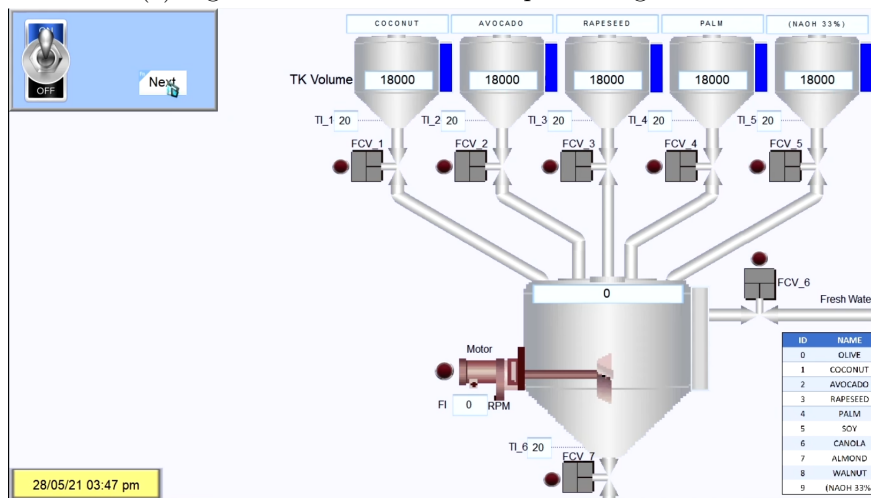 COCONUT AVOCADO RAPESEED PALM (NAOH 33%)
ON
OFF
Next
TK Volume 18000 18000 18000 18000 18000
TI_1 20 TI_2 20 TI_3 20 TI_4 20 TI_5 20
FCV_1 FCV_2 FCV_3 FCV_4 FCV_5
FCV_6
0
Fresh Wate
Motor
FI 0 RPM
TI_6 20
FCV_7
ID NAME
0 OLIVE
1 COCONUT
2 AVOCADO
3 RAPESEED
4 PALM
5 SOY
6 CANOLA
7 ALMOND
8 WALNUT
9 (NAOH 33%
28/05/21 03:47 pm